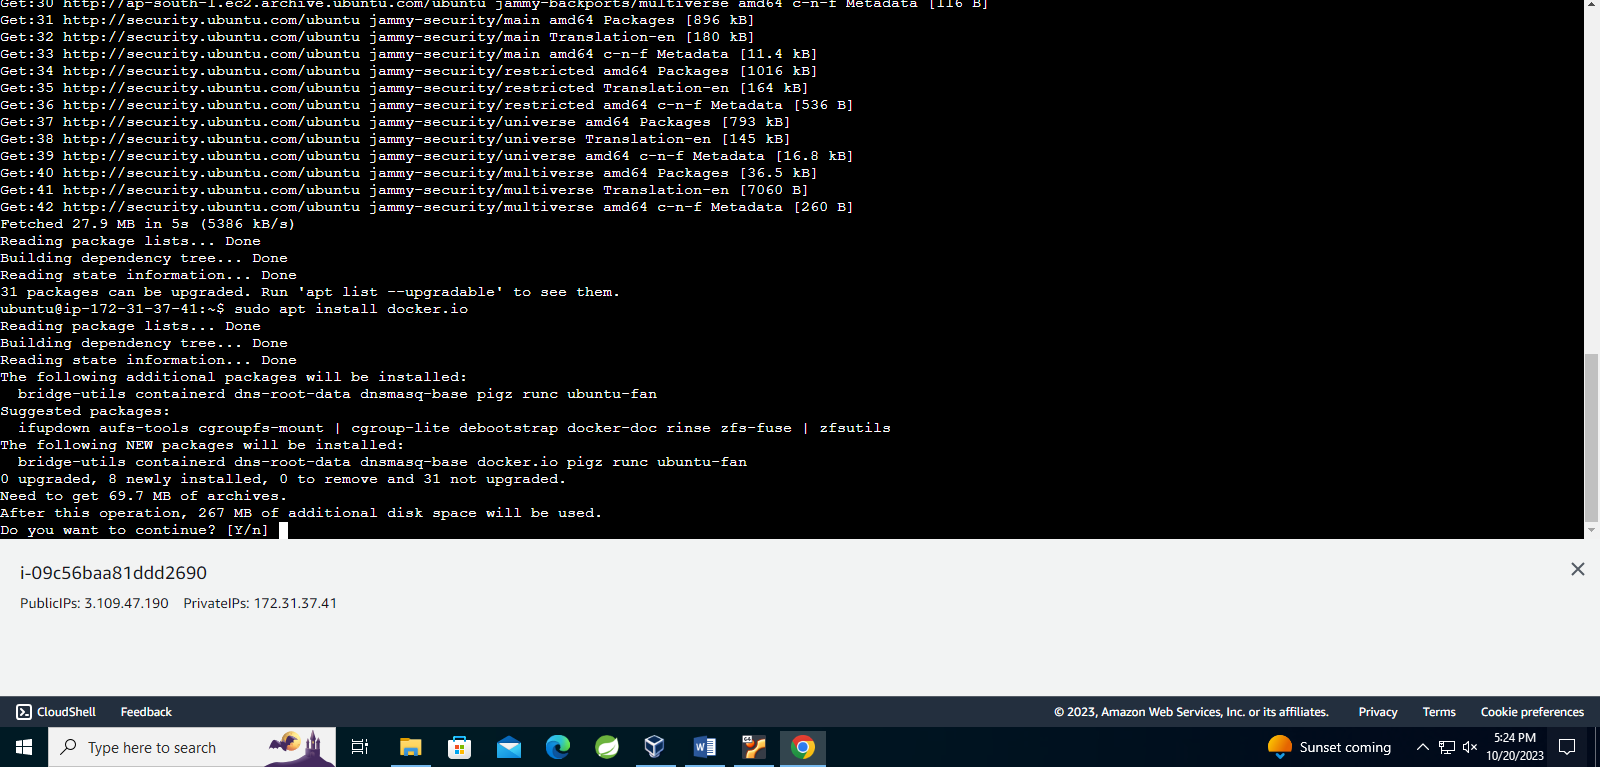 Get:30 http://ap-south-1.ec2.archive.ubuntu.com/ubuntu jammy-backports/multiverse amd64 c-n-f Metadata [116 B]
Get:31 http://security.ubuntu.com/ubuntu jammy-security/main amd64 Packages [896 kB]
Get:32 http://security.ubuntu.com/ubuntu jammy-security/main Translation-en [180 kB]
Get:33 http://security.ubuntu.com/ubuntu jammy-security/main amd64 c-n-f Metadata [11.4 kB]
Get:34 http://security.ubuntu.com/ubuntu jammy-security/restricted amd64 Packages [1016 kB]
Get:35 http://security.ubuntu.com/ubuntu jammy-security/restricted Translation-en [164 kB]
Get:36 http://security.ubuntu.com/ubuntu jammy-security/restricted amd64 c-n-f Metadata [536 B]
Get:37 http://security.ubuntu.com/ubuntu jammy-security/universe amd64 Packages [793 kB]
Get:38 http://security.ubuntu.com/ubuntu jammy-security/universe Translation-en [145 kB]
Get:39 http://security.ubuntu.com/ubuntu jammy-security/universe amd64 c-n-f Metadata [16.8 kB]
Get:40 http://security.ubuntu.com/ubuntu jammy-security/multiverse amd64 Packages [36.5 kB]
Get:41 http://security.ubuntu.com/ubuntu jammy-security/multiverse Translation-en [7060 B]
Get:42 http://security.ubuntu.com/ubuntu jammy-security/multiverse amd64 c-n-f Metadata [260 B]
Fetched 27.9 MB in 5s (5386 kB/s)
Reading package lists... Done
Building dependency tree... Done
Reading state information... Done
31 packages can be upgraded. Run 'apt list --upgradable' to see them.
ubuntu@ip-172-31-37-41:~$ sudo apt install docker.io
Reading package lists... Done
Building dependency tree... Done
Reading state information... Done
The following additional packages will be installed:
  bridge-utils containerd dns-root-data dnsmasq-base pigz runc ubuntu-fan
Suggested packages:
  ifupdown aufs-tools cgroupfs-mount | cgroup-lite debootstrap docker-doc rinse zfs-fuse | zfsutils
The following NEW packages will be installed:
  bridge-utils containerd dns-root-data dnsmasq-base docker.io pigz runc ubuntu-fan
0 upgraded, 8 newly installed, 0 to remove and 31 not upgraded.
Need to get 69.7 MB of archives.
After this operation, 267 MB of additional disk space will be used.
Do you want to continue? [Y/n]
i-09c56baa81ddd2690
PublicIPs: 3.109.47.190 PrivateIPs: 172.31.37.41
CloudShell Feedback © 2023, Amazon Web Services, Inc. or its affiliates. Privacy Terms Cookie preferences
Type here to search Sunset coming 5:24 PM
10/20/2023